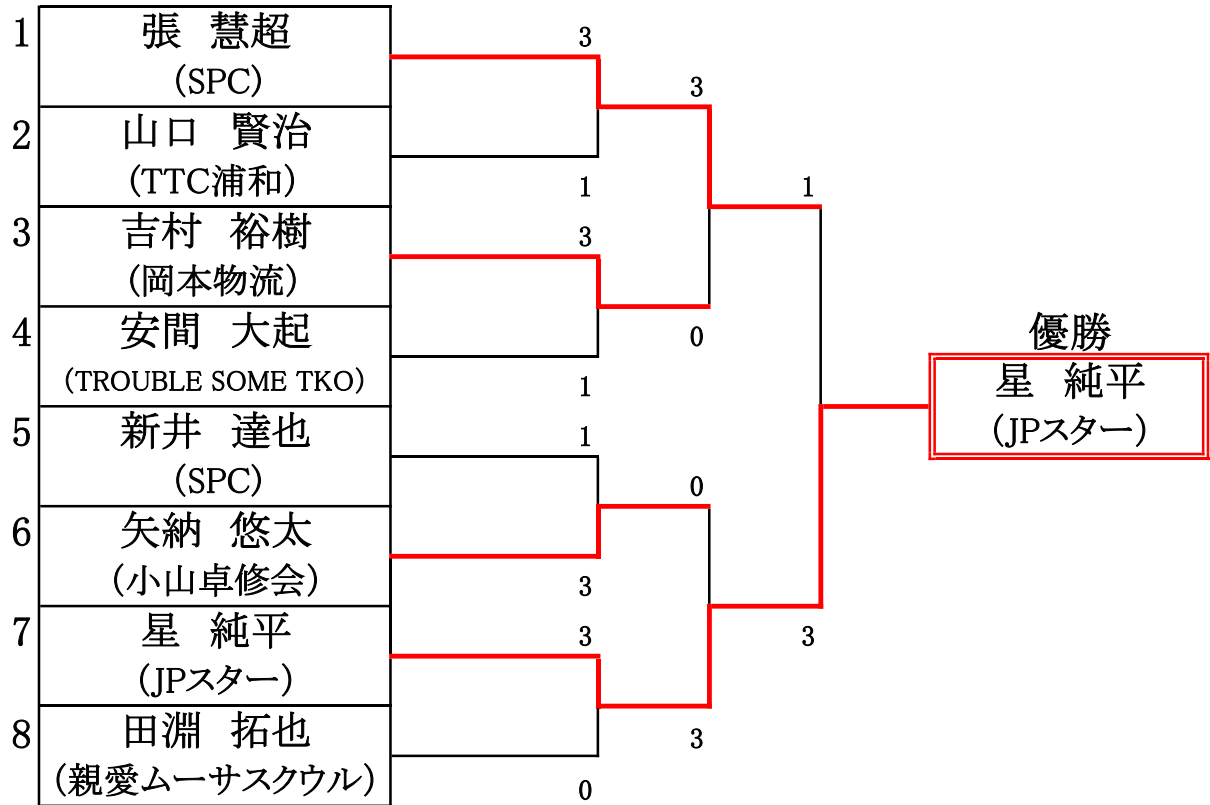 1
張 慧超
(SPC)
3
3
2
山口 賢治
(TTC浦和)
1
1
3
吉村 裕樹
(岡本物流)
3
4
安間 大起
(TROUBLE SOME TKO)
0
1
優勝
星 純平
(JPスター)
5
新井 達也
(SPC)
1
0
6
矢納 悠太
(小山卓修会)
3
7
星 純平
(JPスター)
3
3
8
田淵 拓也
(親愛ムーサスクウル)
3
0